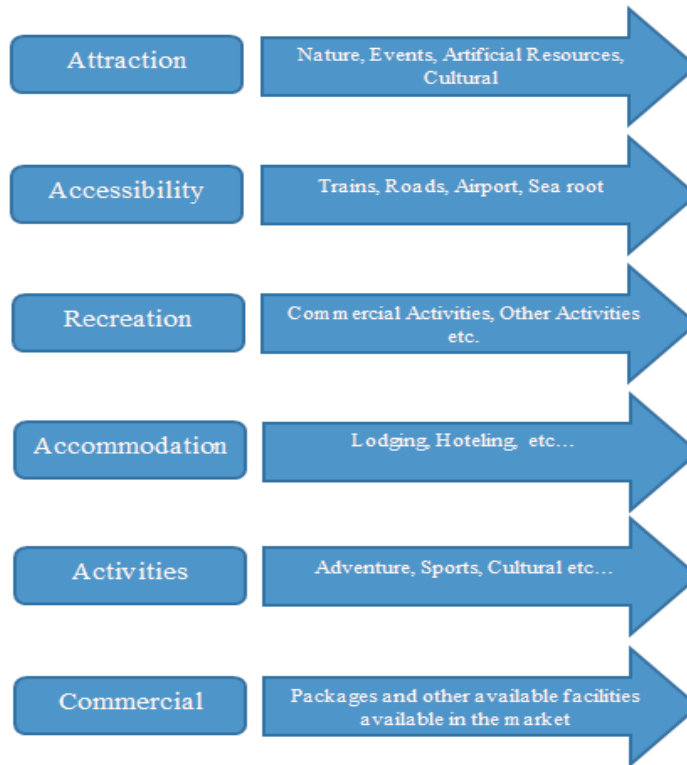 Attraction
Nature, Events, Artificial Resources,
Cultural
Accessibility
Trains, Roads, Airport, Sea root
Recreation
Commercial Activities, Other Activities
etc.
Accommodation
Lodging, Hoteling, etc...
Activities
Adventure, Sports, Cultural etc...
Commercial
Packages and other available facilities
available in the market